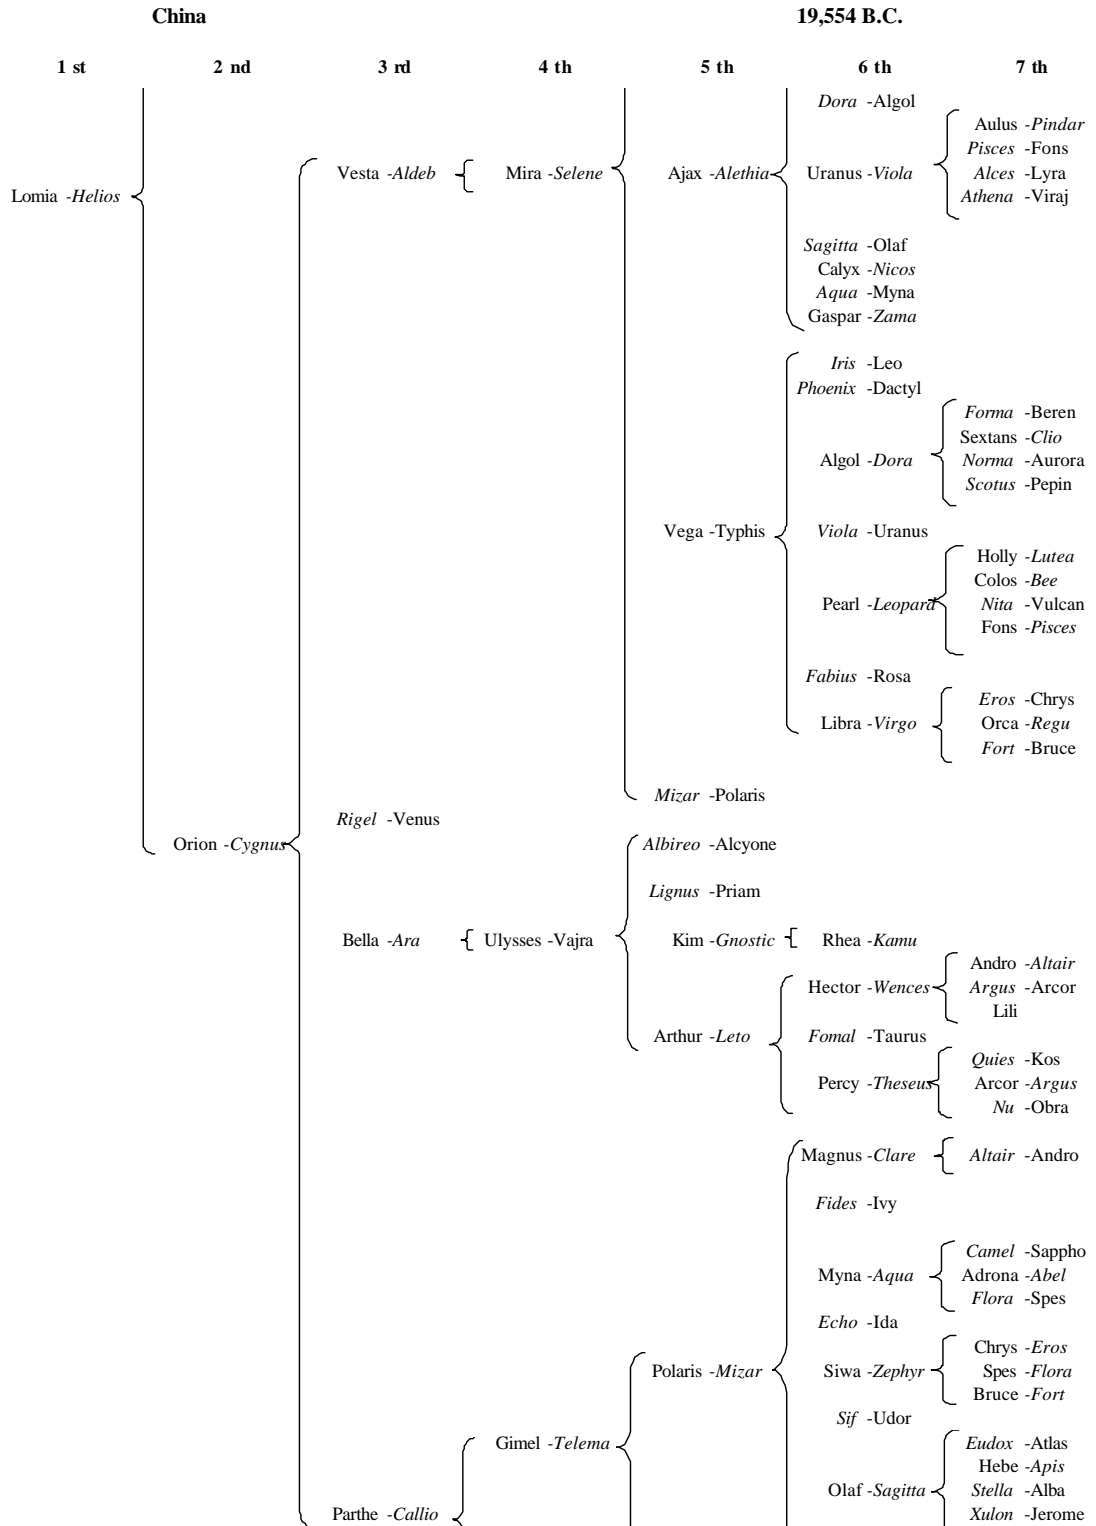 China 19,554 B.C.
1 st 2 nd 3 rd 4 th 5 th 6 th 7 th
Dora -Algol
Aulus -Pindar
Pisces -Fons
Vesta -Aldeb Mira -Selene Ajax -Alethia Uranus -Viola Alces -Lyra
Lomia -Helios Athena -Viraj
Sagitta -Olaf
Calyx -Nicos
Aqua -Myna
Gaspar -Zama
Iris -Leo
Phoenix -Dactyl
Forma -Beren
Sextans -Clio
Algol -Dora Norma -Aurora
Scotus -Pepin
Vega -Typhis Viola -Uranus
Holly -Lutea
Colos -Bee
Pearl -Leopard Nita -Vulcan
Fons -Pisces
Fabius -Rosa
Eros -Chrys
Libra -Virgo Orca -Regu
Fort -Bruce
Mizar -Polaris
Rigel -Venus
Orion -Cygnus Albireo -Alcyone
Lignus -Priam
Bella -Ara Ulysses -Vajra Kim -Gnostic Rhea -Kamu
Andro -Altair
Hector -Wences Argus -Arcor
Lili
Arthur -Leto Fomal -Taurus
Quies -Kos
Percy -Theseus Arcor -Argus
Nu -Obra
Magnus -Clare Altair -Andro
Fides -Ivy
Camel -Sappho
Myna -Aqua Adrona -Abel
Flora -Spes
Echo -Ida
Chrys -Eros
Polaris -Mizar Siwa -Zephyr Spes -Flora
Bruce -Fort
Sif -Udor
Gimel -Telema Eudox -Atlas
Hebe -Apis
Olaf -Sagitta Stella -Alba
Parthe -Callio Xulon -Jerome